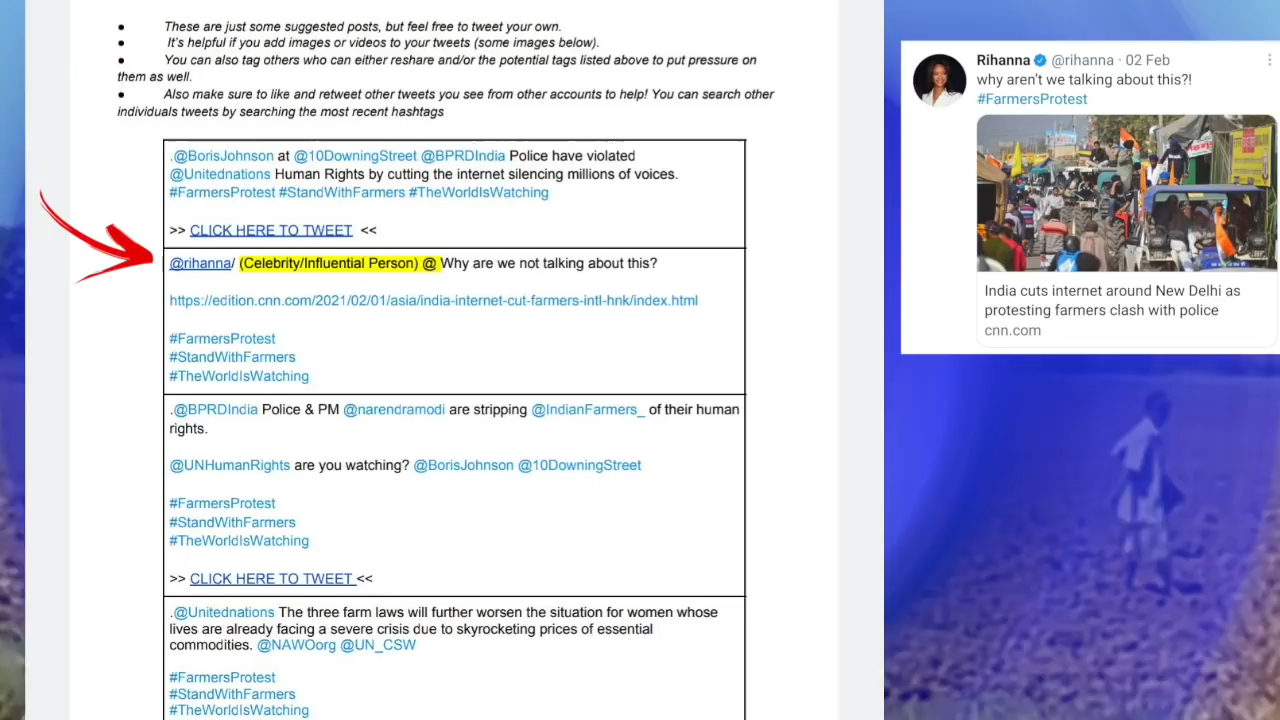 ● These are just some suggested posts, but feel free to tweet your own.
● It's helpful if you add images or videos to your tweets (some images below).
● You can also tag others who can either reshare and/or the potential tags listed above to put pressure on
them as well.
● Also make sure to like and retweet other tweets you see from other accounts to help! You can search other
individuals tweets by searching the most recent hashtags
.@BorisJohnson at @10DowningStreet @BPRDIndia Police have violated
@Unitednations Human Rights by cutting the internet silencing millions of voices.
#FarmersProtest #StandWithFarmers #TheWorldIsWatching
>> CLICK HERE TO TWEET <<
@rihanna/ (Celebrity/Influential Person) @ Why are we not talking about this?
https://edition.cnn.com/2021/02/01/asia/india-internet-cut-farmers-intl-hnk/index.html
#FarmersProtest
#StandWithFarmers
#TheWorldIsWatching
.@BPRDIndia Police & PM @narendramodi are stripping @IndianFarmers_ of their human
rights.
@UNHumanRights are you watching? @BorisJohnson @10DowningStreet
#FarmersProtest
#StandWithFarmers
#TheWorldIsWatching
>> CLICK HERE TO TWEET <<
.@Unitednations The three farm laws will further worsen the situation for women whose
lives are already facing a severe crisis due to skyrocketing prices of essential
commodities. @NAWOorg @UN_CSW
#FarmersProtest
#StandWithFarmers
#TheWorldIsWatching
Rihanna @rihanna · 02 Feb
why aren't we talking about this?!
#FarmersProtest
India cuts internet around New Delhi as
protesting farmers clash with police
cnn.com